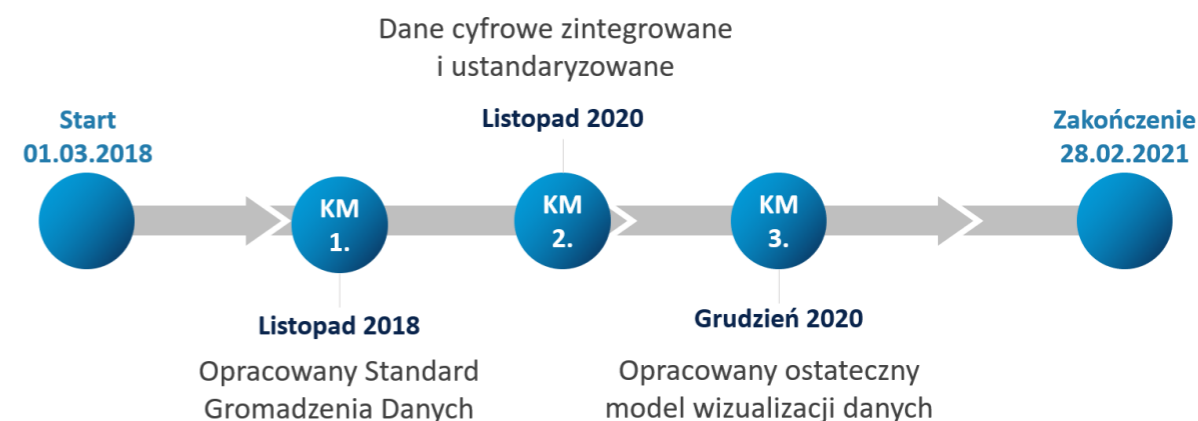 Dane cyfrowe zintegrowane
i ustandaryzowane
Start
01.03.2018
Listopad 2020
Zakończenie
28.02.2021
KM
1.
KM
2.
KM
3.
Listopad 2018
Opracowany Standard
Gromadzenia Danych
Grudzień 2020
Opracowany ostateczny
model wizualizacji danych